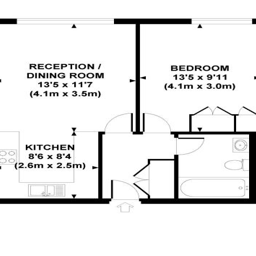 RECEPTION /
DINING ROOM
13'5 x 11'7
(4.1m x 3.5m)
BEDROOM
13'5 x 9'11
(4.1m x 3.0m)
KITCHEN
8'6 x 8'4
(2.6m x 2.5m)